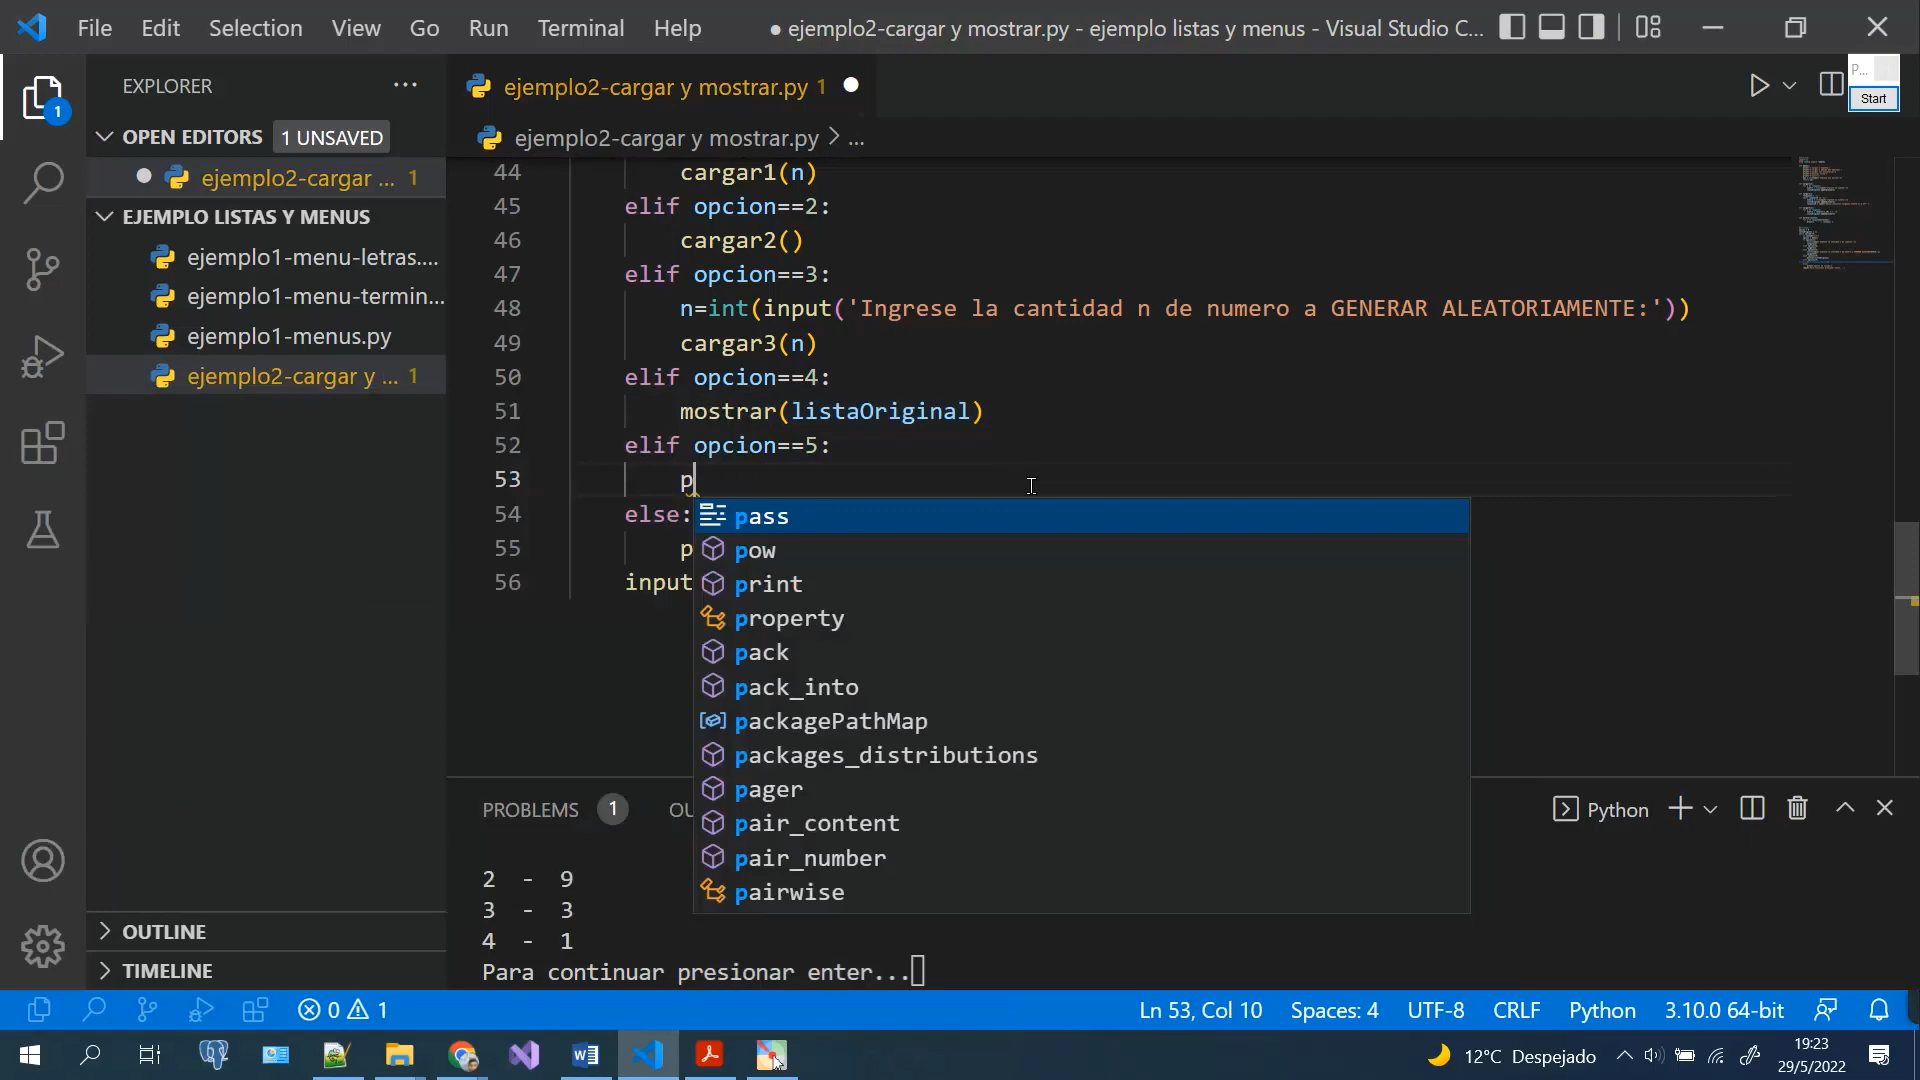 File Edit Selection View Go Run Terminal Help
● ejemplo2-cargar y mostrar.py - ejemplo listas y menus - Visual Studio C...
P...
Start
EXPLORER
ejemplo2-cargar y mostrar.py 1
OPEN EDITORS 1 UNSAVED
ejemplo2-cargar y mostrar.py > ...
ejemplo2-cargar ... 1
EJEMPLO LISTAS Y MENUS
ejemplo1-menu-letras....
ejemplo1-menu-termin...
ejemplo1-menus.py
ejemplo2-cargar y ... 1
1
44 cargar1(n)
45 elif opcion==2:
46 cargar2()
47 elif opcion==3:
48 n=int(input('Ingrese la cantidad n de numero a GENERAR ALEATORIAMENTE:'))
49 cargar3(n)
50 elif opcion==4:
51 mostrar(listaOriginal)
52 elif opcion==5:
53 p
54 else:
55 p
56 input
pass
pow
print
property
pack
pack_into
packagePathMap
packages_distributions
pager
pair_content
pair_number
pairwise
PROBLEMS 1 OU
Python
2 - 9
3 - 3
4 - 1
Para continuar presionar enter...
OUTLINE
TIMELINE
0 1
Ln 53, Col 10 Spaces: 4 UTF-8 CRLF Python 3.10.0 64-bit
12°C Despejado
19:23
29/5/2022